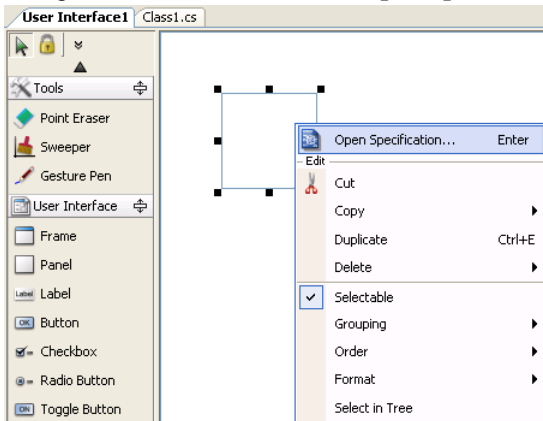 User Interface1 Class1.cs
Tools
Point Eraser
Sweeper
Gesture Pen
User Interface
Frame
Panel
Label Label
OK Button
Checkbox
Radio Button
ON Toggle Button
Open Specification... Enter
Edit
Cut
Copy
Duplicate Ctrl+E
Delete
Selectable
Grouping
Order
Format
Select in Tree